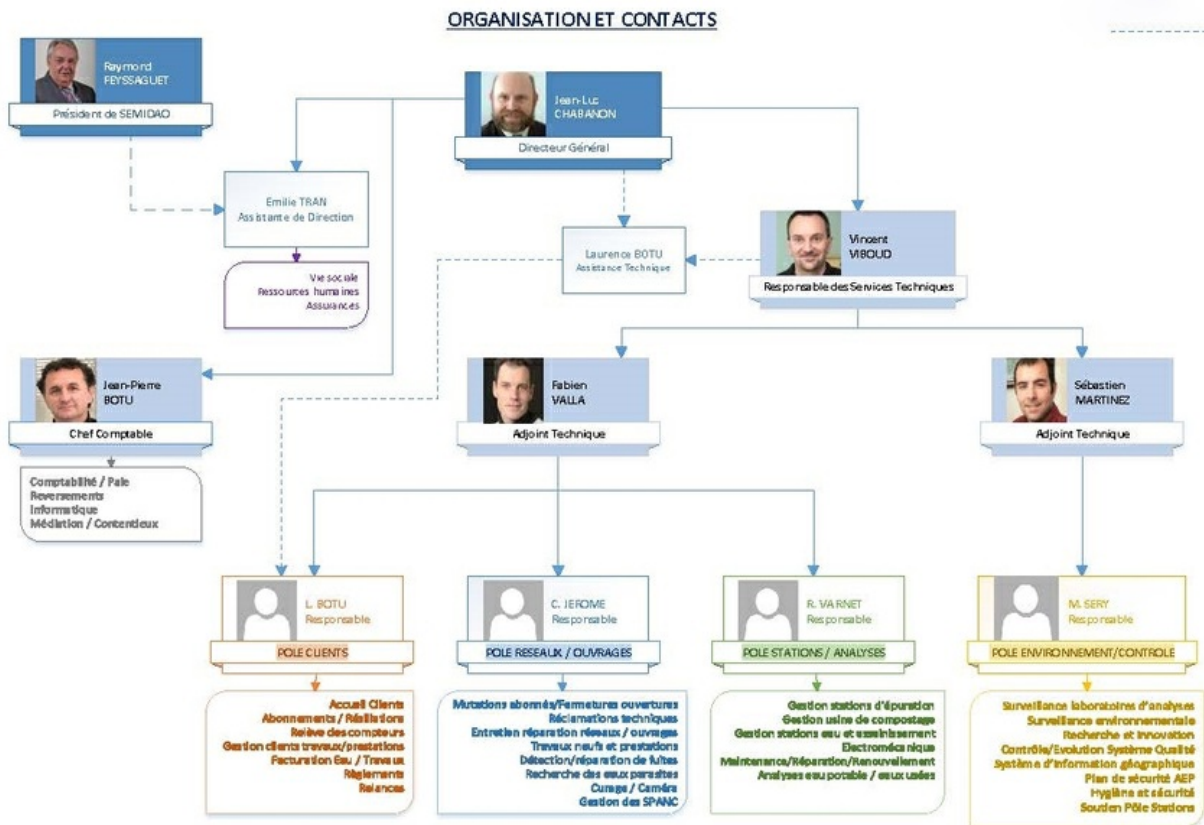 ORGANISATION ET CONTACTS
Raymond
FEYSSAGUET
Président de SEMIDAO
Jean-Luc
CHABANON
Directeur Général
Emilie TRAN
Assistante de Direction
Vie sociale
Ressources humaines
Assurances
Laurence BOTU
Assistance Technique
Vincent
VIBOUD
Responsable des Services Techniques
Jean-Pierre
BOTU
Chef Comptable
Comptabilité / Paie
Reversements
Informatique
Médiation / Contentieux
Fabien
VALLA
Adjoint Technique
Sébastien
MARTINEZ
Adjoint Technique
L. BOTU
Responsable
POLE CLIENTS
Accueil Clients
Abonnements / Résiliations
Relève des compteurs
Gestion clients travaux/prestations
Facturation Eau / Travaux
Règlements
Relances
C. JEROME
Responsable
POLE RESEAUX / OUVRAGES
Mutations abonnés/Fermetures ouvertures
Réclamations techniques
Entretien réparation réseaux / ouvrages
Travaux neufs et prestations
Détection/réparation de fuites
Recherche des eaux parasites
Curage / Caméra
Gestion des SPANC
R. VARNET
Responsable
POLE STATIONS / ANALYSES
Gestion stations d'épuration
Gestion usine de compostage
Gestion stations eau et assainissement
Electromécanique
Maintenance/Réparation/Renouvellement
Analyses eau potable / eaux usées
M. SERY
Responsable
POLE ENVIRONNEMENT/CONTROLE
Surveillance laboratoires d'analyses
Surveillance environnementale
Recherche et Innovation
Contrôle/Evolution Système Qualité
Système d'information géographique
Plan de sécurité AEP
Hygiène et sécurité
Soutien Pôle Stations